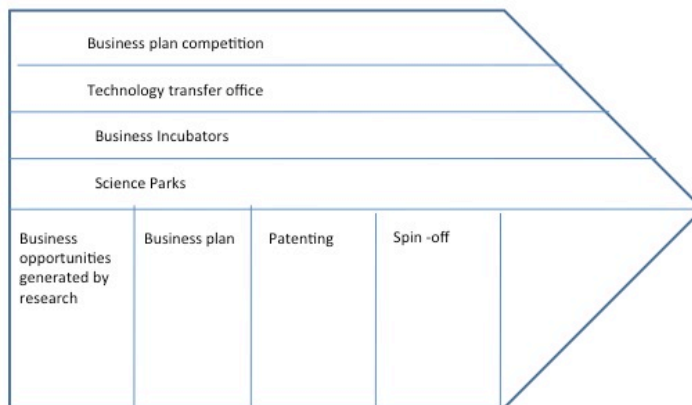 Business plan competition
Technology transfer office
Business Incubators
Science Parks
Business
opportunities
generated by
research
Business plan
Patenting
Spin -off